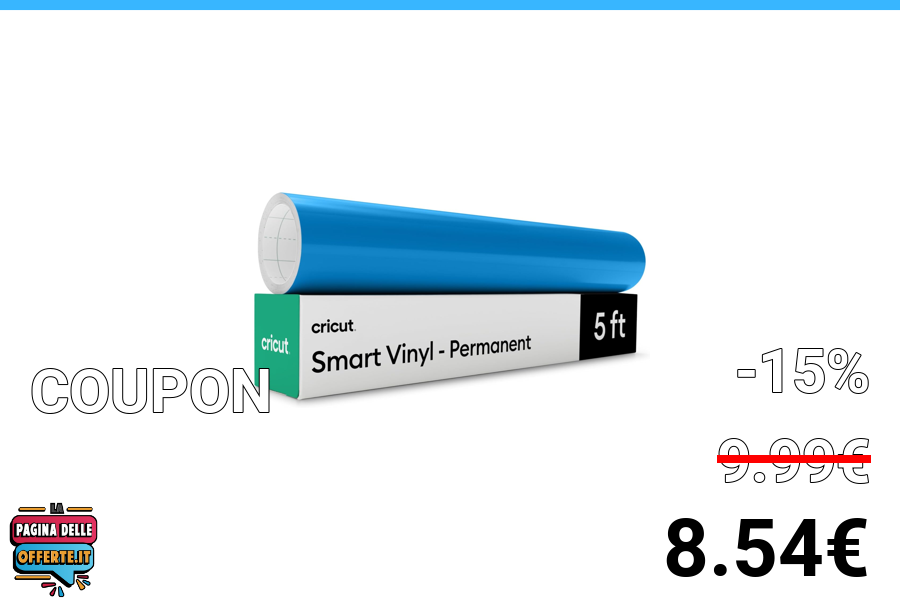 cricut
cricut
Smart Vinyl - Permanent
5 ft
COUPON
-15%
9.99€
8.54€
LA
PAGINA DELLE
OFFERTE.IT